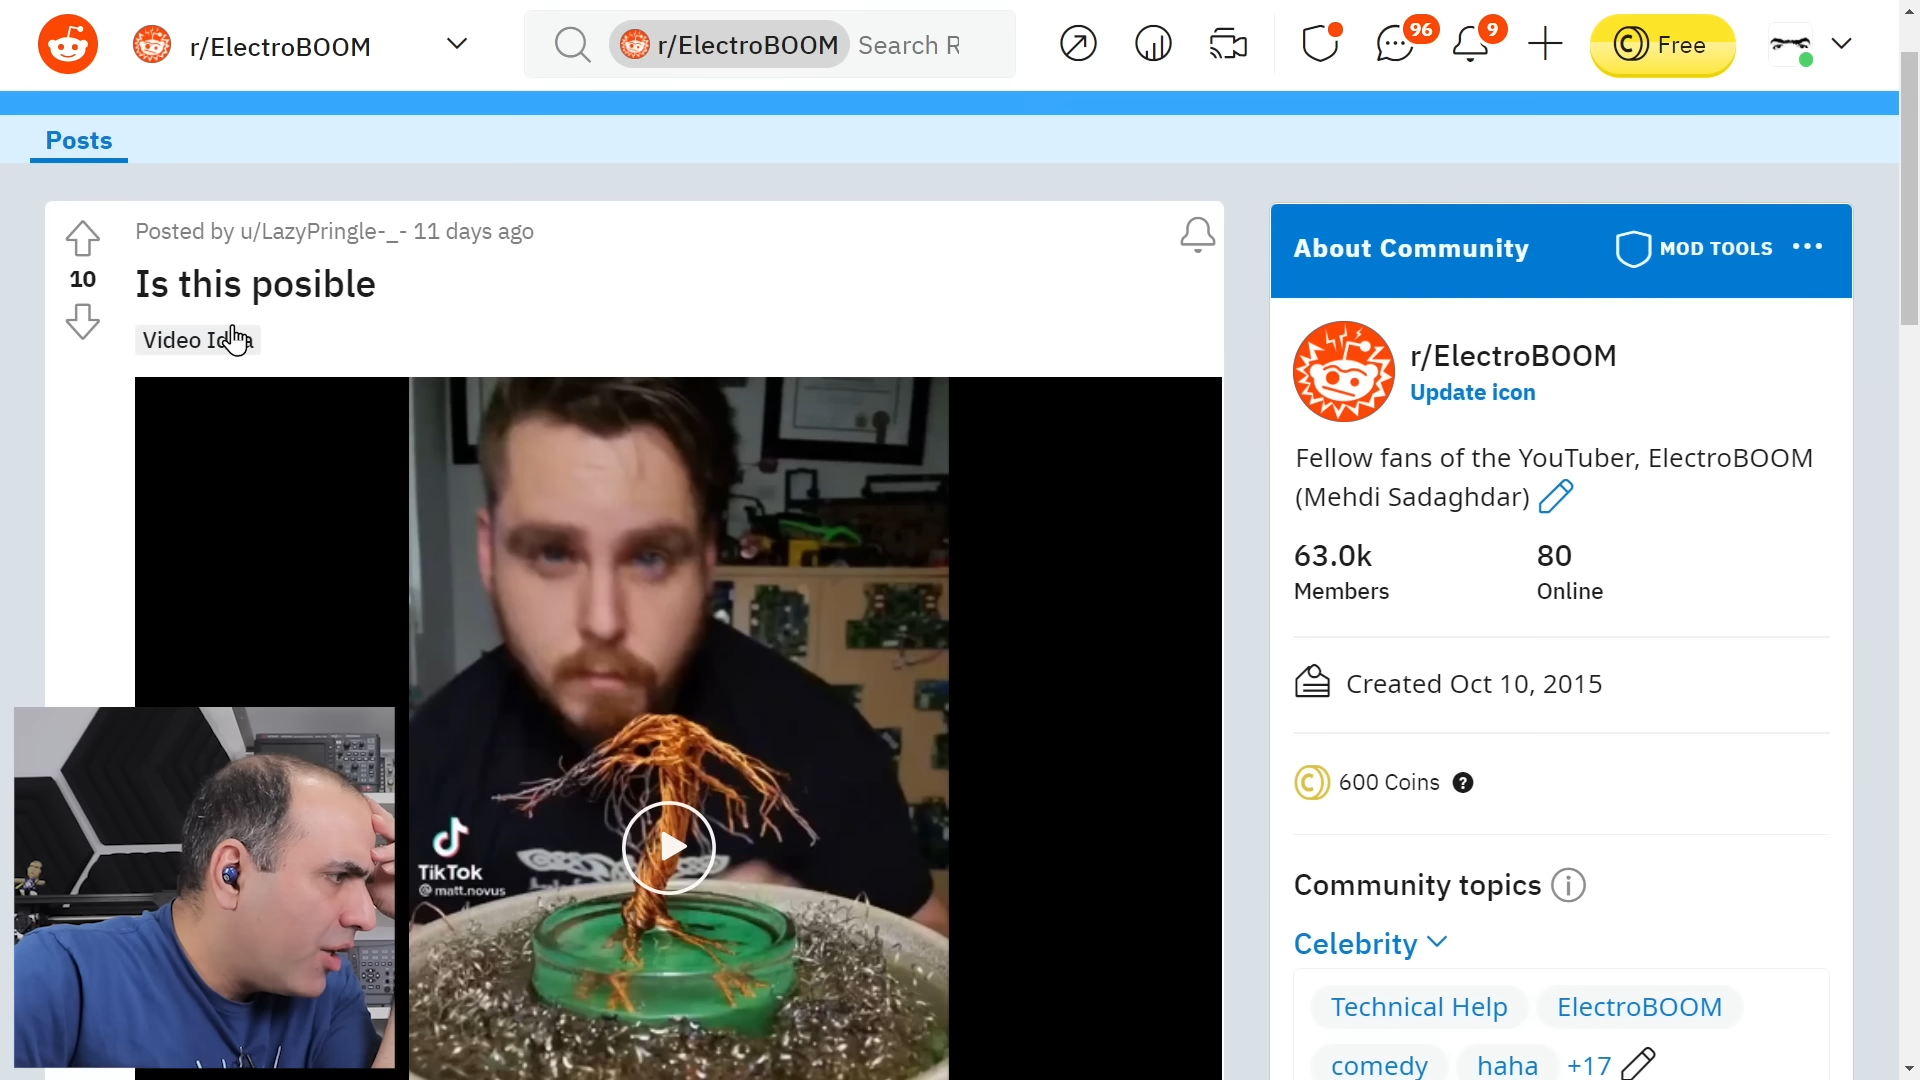 r/ElectroBOOM
r/ElectroBOOM Search R
96
9
Free
Posts
Posted by u/LazyPringle-_- 11 days ago
10
Is this posible
Video
TikTok
@matt.novus
About Community
MOD TOOLS
r/ElectroBOOM
Update icon
Fellow fans of the YouTuber, ElectroBOOM
(Mehdi Sadaghdar)
63.0k
80
Members
Online
Created Oct 10, 2015
600 Coins
Community topics
Celebrity
Technical Help
ElectroBOOM
comedy
haha
+17